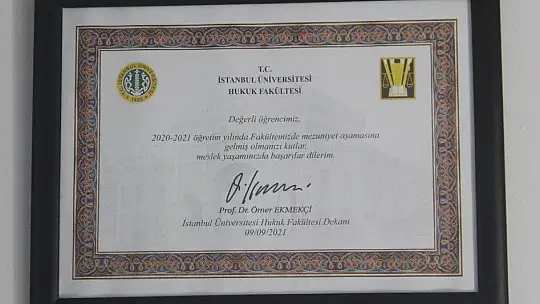 T.C.
İSTANBUL ÜNİVERSİTESİ
HUKUK FAKÜLTESİ
Değerli öğrencimiz,
2020-2021 öğretim yılında Fakültemizde mezuniyet aşamasına
gelmiş olmanızı kutlar,
meslek yaşamınızda başarılar dilerim.
Prof. Dr. Ömer EKMEKÇİ
İstanbul Üniversitesi Hukuk Fakültesi Dekanı
09/09/2021